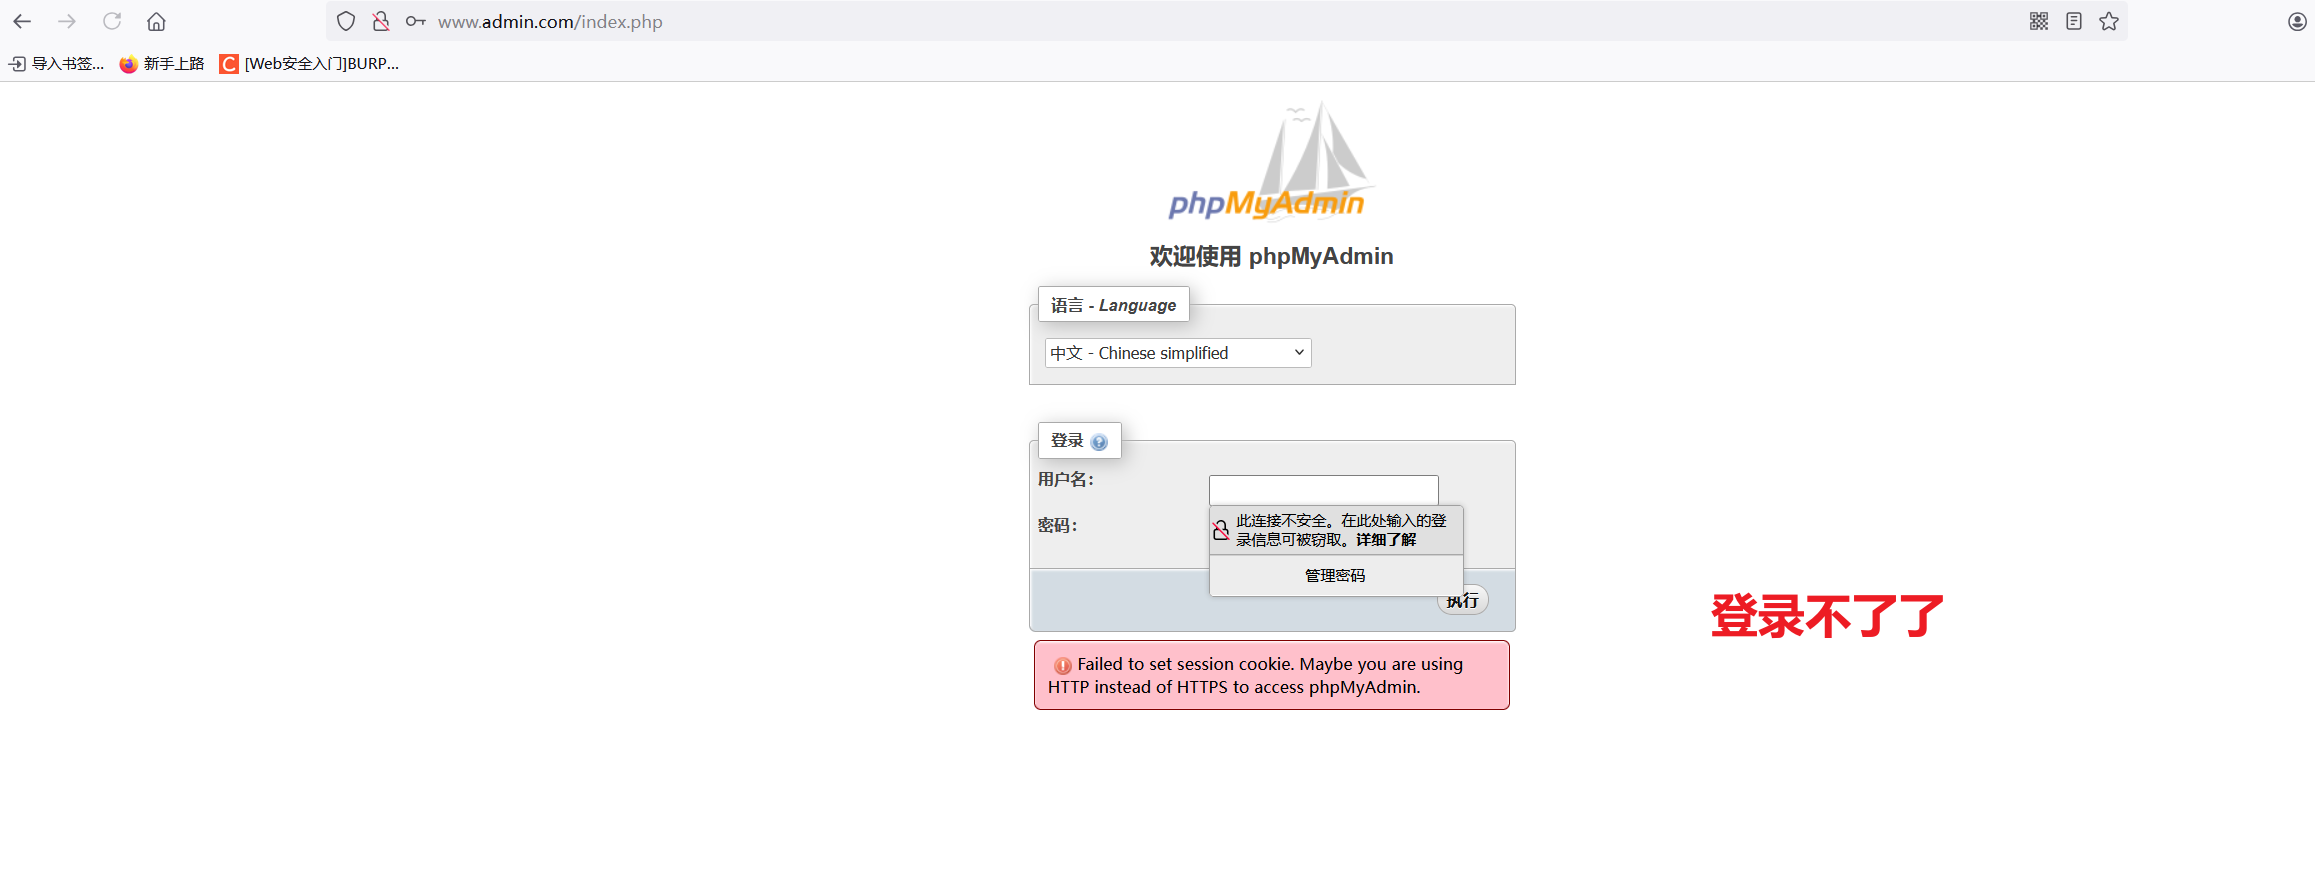 www.admin.com/index.php
导入书签... 新手上路 [Web安全入门]BURP...
phpMyAdmin
欢迎使用 phpMyAdmin
语言 - Language
中文 - Chinese simplified
登录
用户名：
此连接不安全。在此处输入的登
录信息可被窃取。详细了解
密码：
管理密码
执行
登录不了了
Failed to set session cookie. Maybe you are using
HTTP instead of HTTPS to access phpMyAdmin.